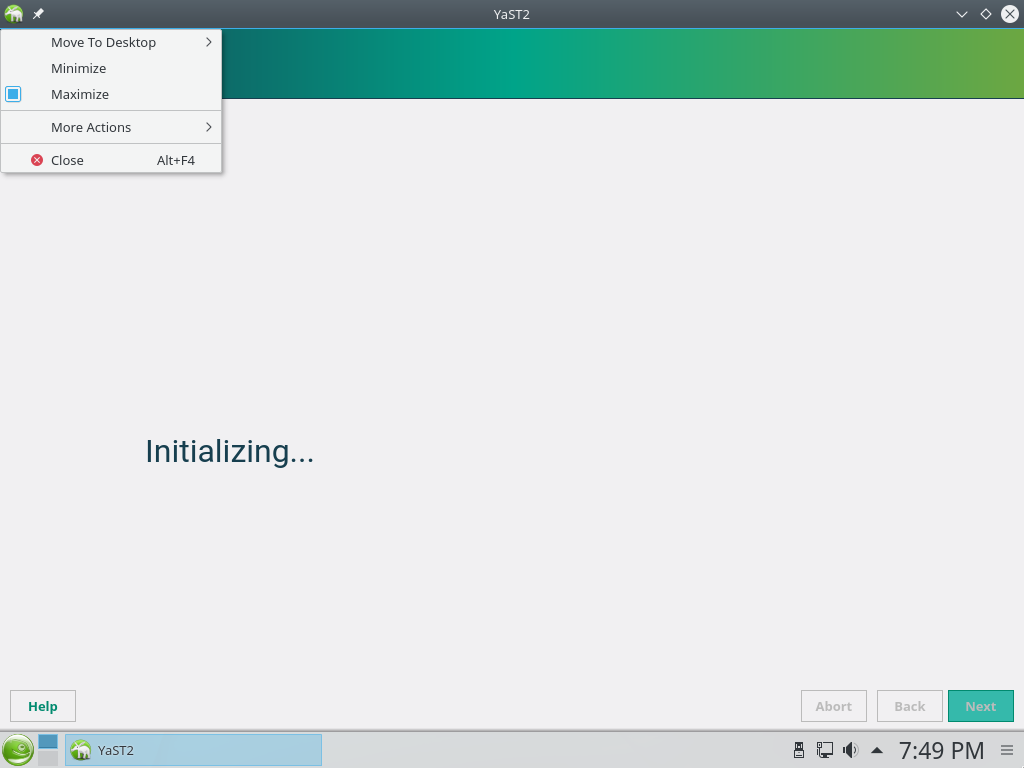 YaST2
Move To Desktop
Minimize
Maximize
More Actions
Close Alt+F4
Initializing...
Help Abort Back Next
YaST2 7:49 PM